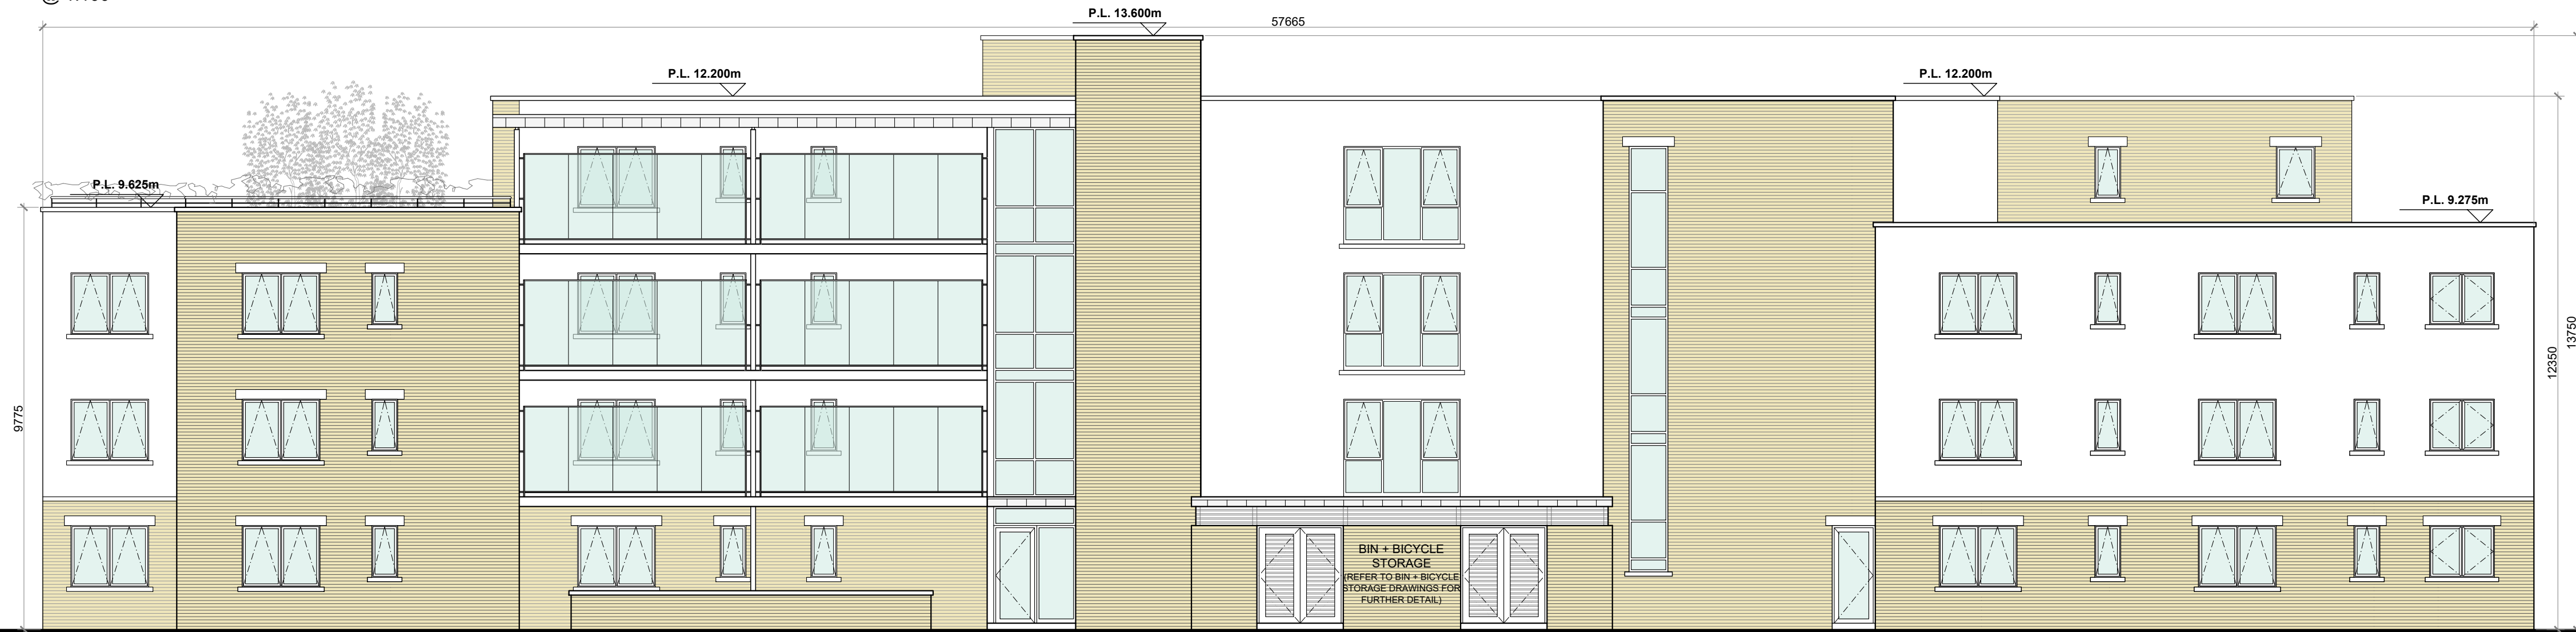 P.L. 13.600m
57665
P.L. 12.200m
P.L. 12.200m
P.L. 9.625m
P.L. 9.275m
9775
12350
13750
BIN + BICYCLE
STORAGE
(REFER TO BIN + BICYCLE
STORAGE DRAWINGS FOR
FURTHER DETAIL)